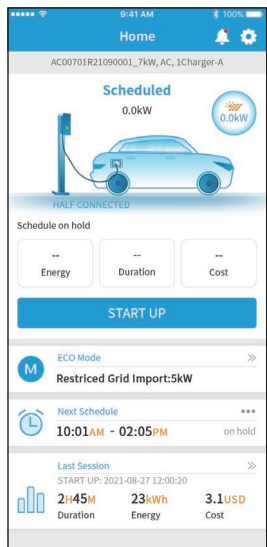 9:41 AM 100%
Home
AC00701R21090001_7kW, AC, 1Charger-A
Scheduled
0.0kW
0.0kW
HALF CONNECTED
Schedule on hold
-- -- --
Energy Duration Cost
START UP
M ECO Mode
Restriced Grid Import:5kW
Next Schedule
10:01AM - 02:05PM on hold
Last Session
START UP: 2021-08-27 12:00:20
2H45M 23kWh 3.1USD
Duration Energy Cost